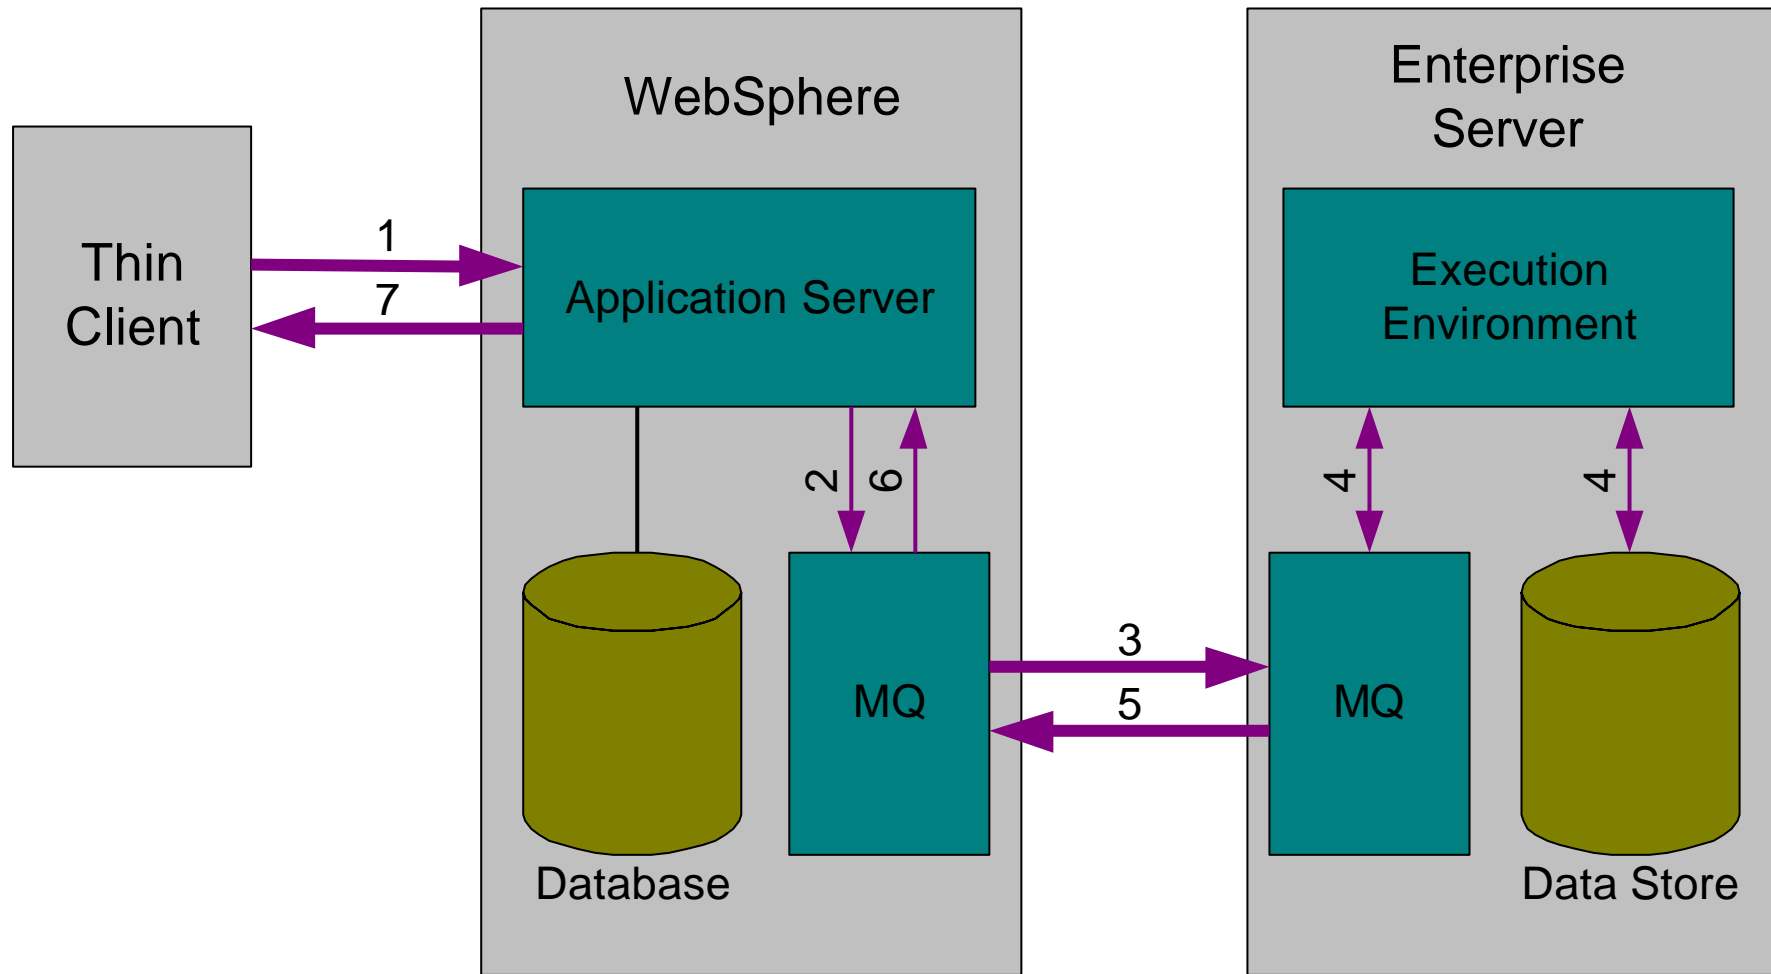 WebSphere
Enterprise
Server
Thin
Client
1
7
Application Server
Execution
Environment
2
6
4
4
3
5
MQ
MQ
Database
Data Store